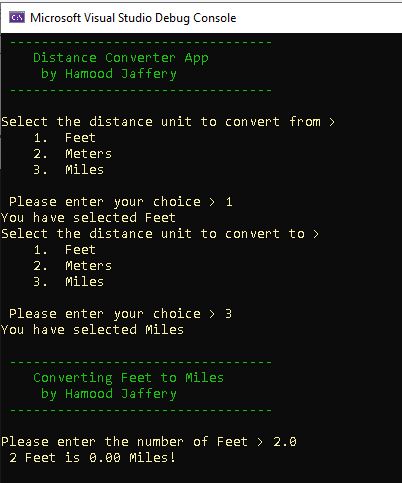 Microsoft Visual Studio Debug Console
---------------------------------
Distance Converter App
by Hamood Jaffery
---------------------------------
Select the distance unit to convert from >
1. Feet
2. Meters
3. Miles
Please enter your choice > 1
You have selected Feet
Select the distance unit to convert to >
1. Feet
2. Meters
3. Miles
Please enter your choice > 3
You have selected Miles
---------------------------------
Converting Feet to Miles
by Hamood Jaffery
---------------------------------
Please enter the number of Feet > 2.0
2 Feet is 0.00 Miles!